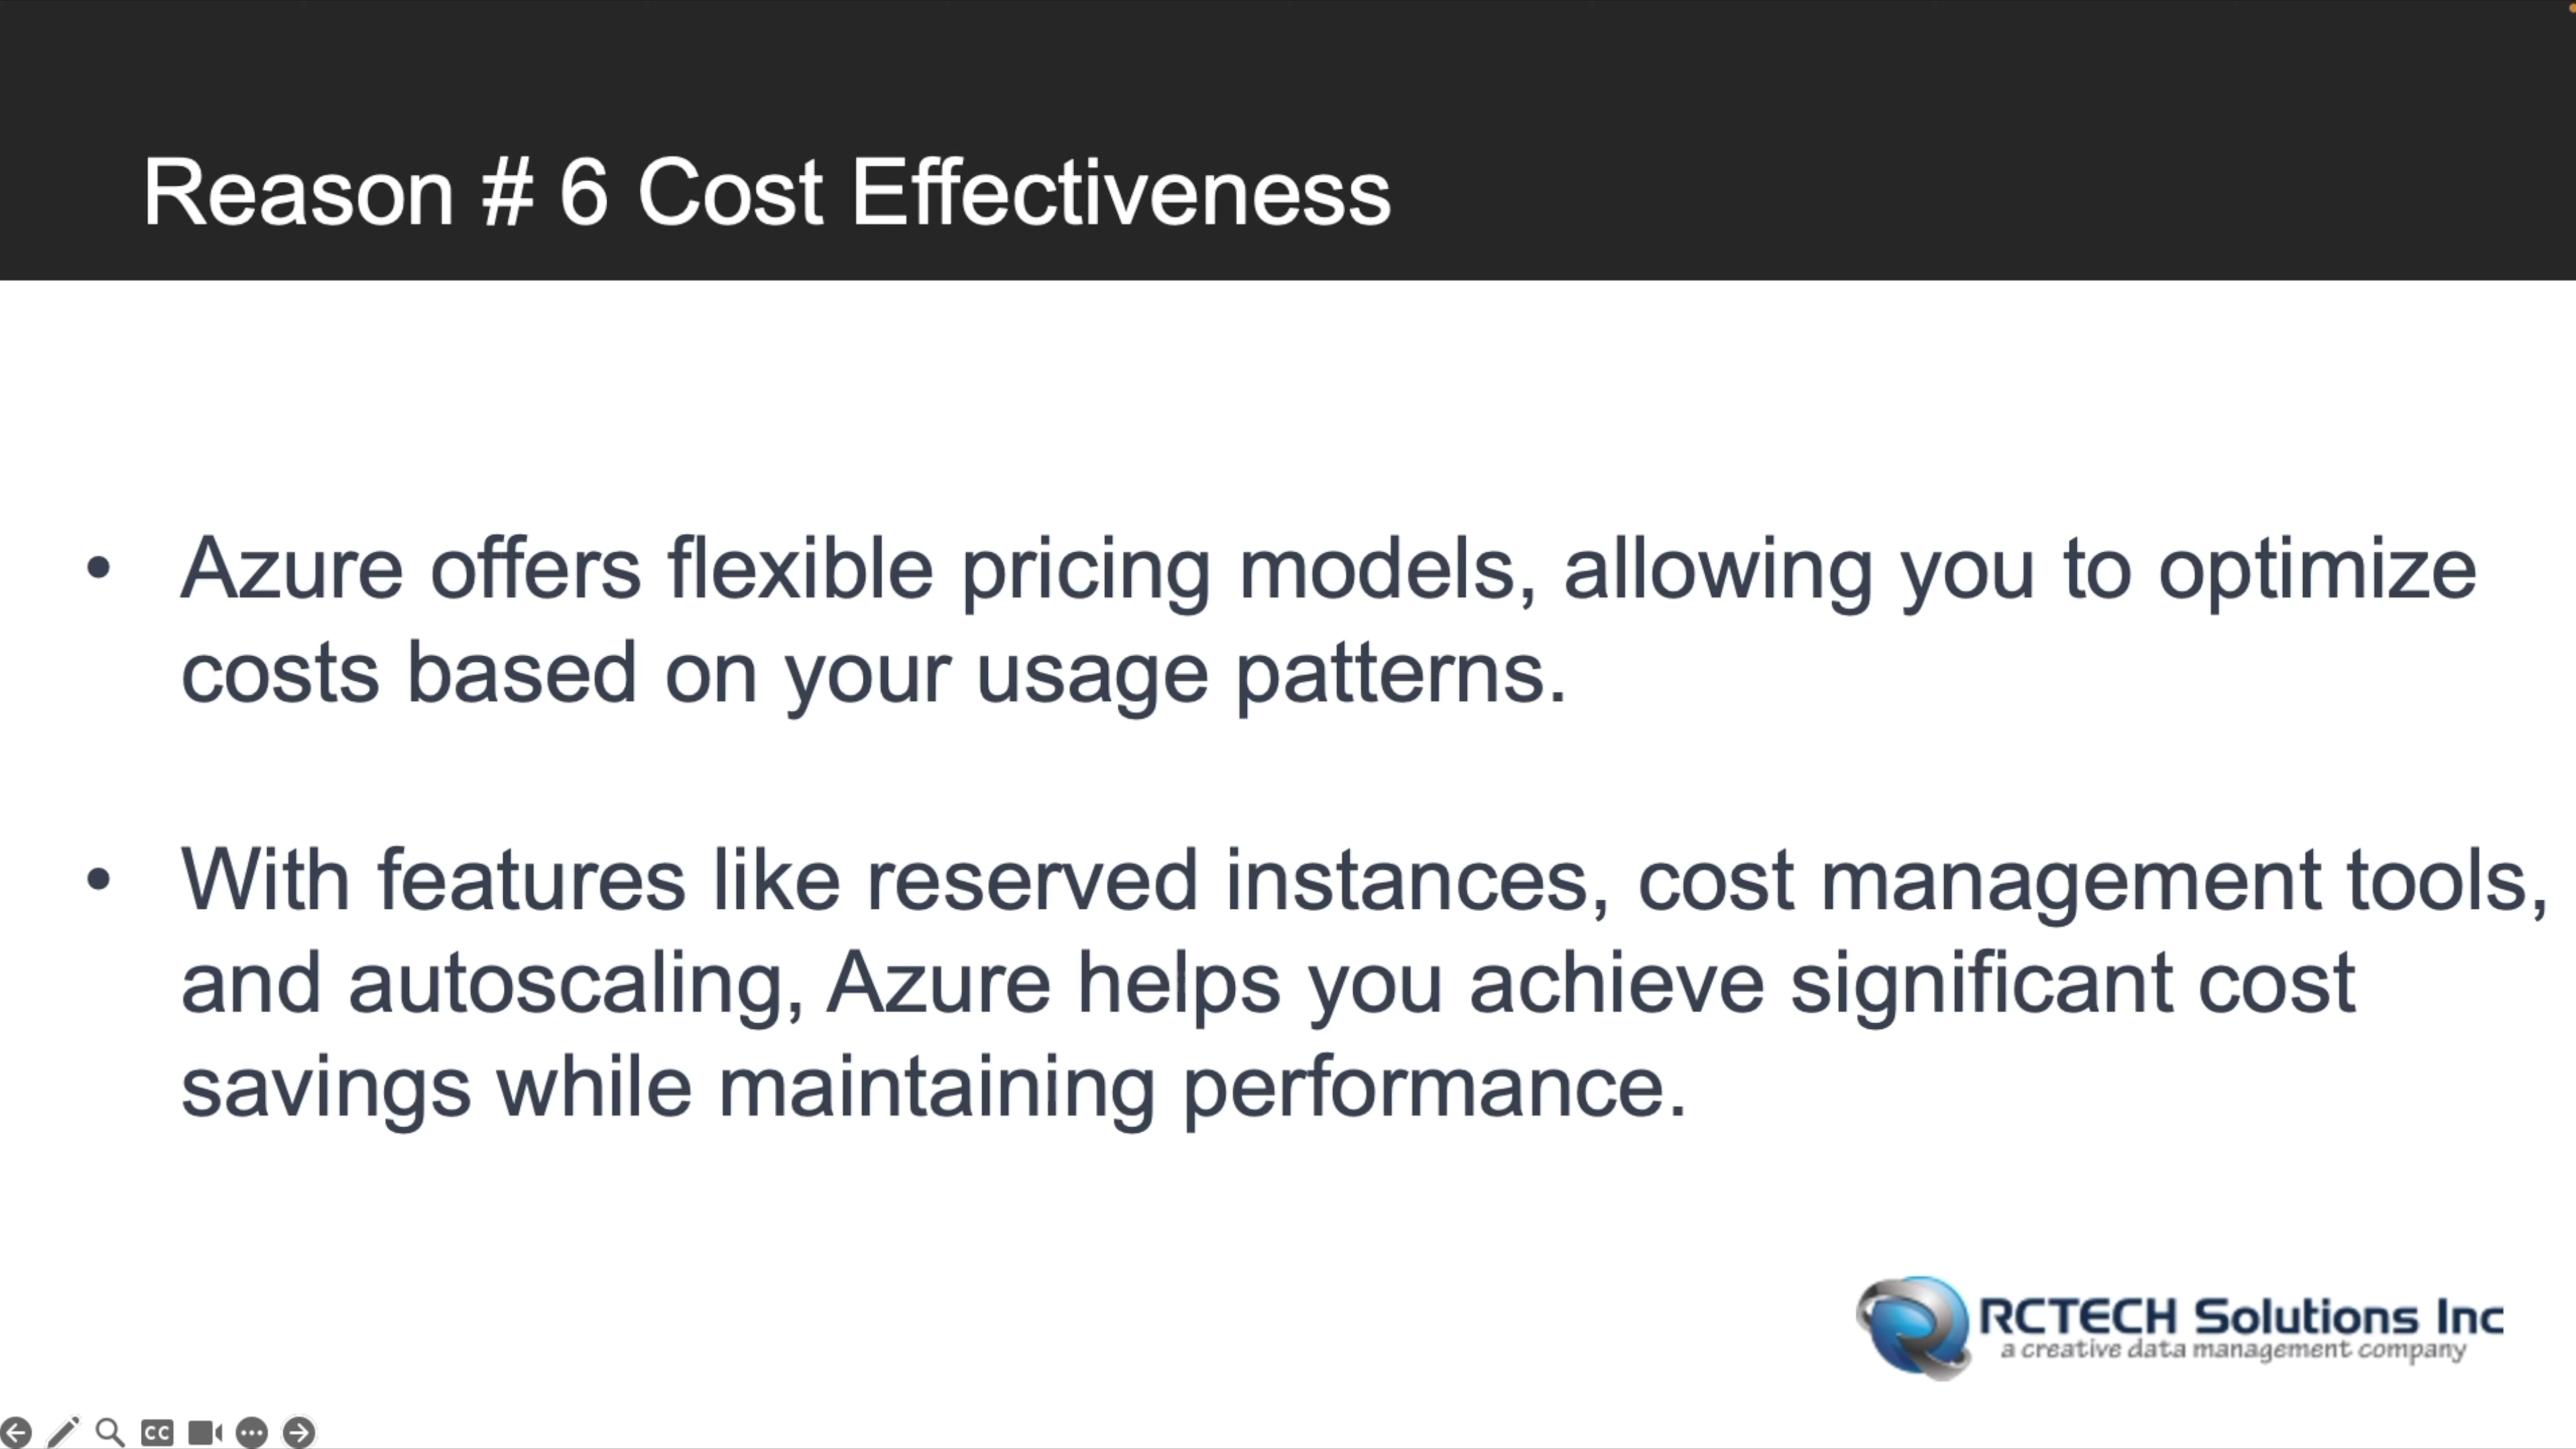 Reason # 6 Cost Effectiveness
• Azure offers flexible pricing models, allowing you to optimize
costs based on your usage patterns.
• With features like reserved instances, cost management tools,
and autoscaling, Azure helps you achieve significant cost
savings while maintaining performance.
RCTECH Solutions Inc
a creative data management company
CC